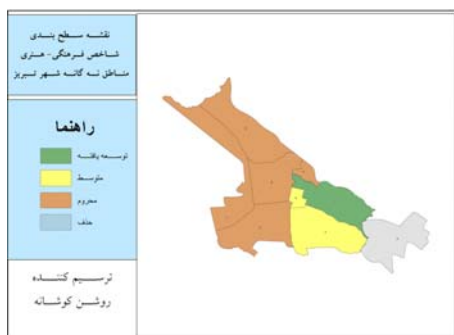 نقشه سطح بندی
شاخص فرهنگی - هنری
مناطق نه گانه شهر تبریز
راهنما
توسعه یافته
متوسط
محروم
حذف
ترسیم کننده
روشن کوشانه